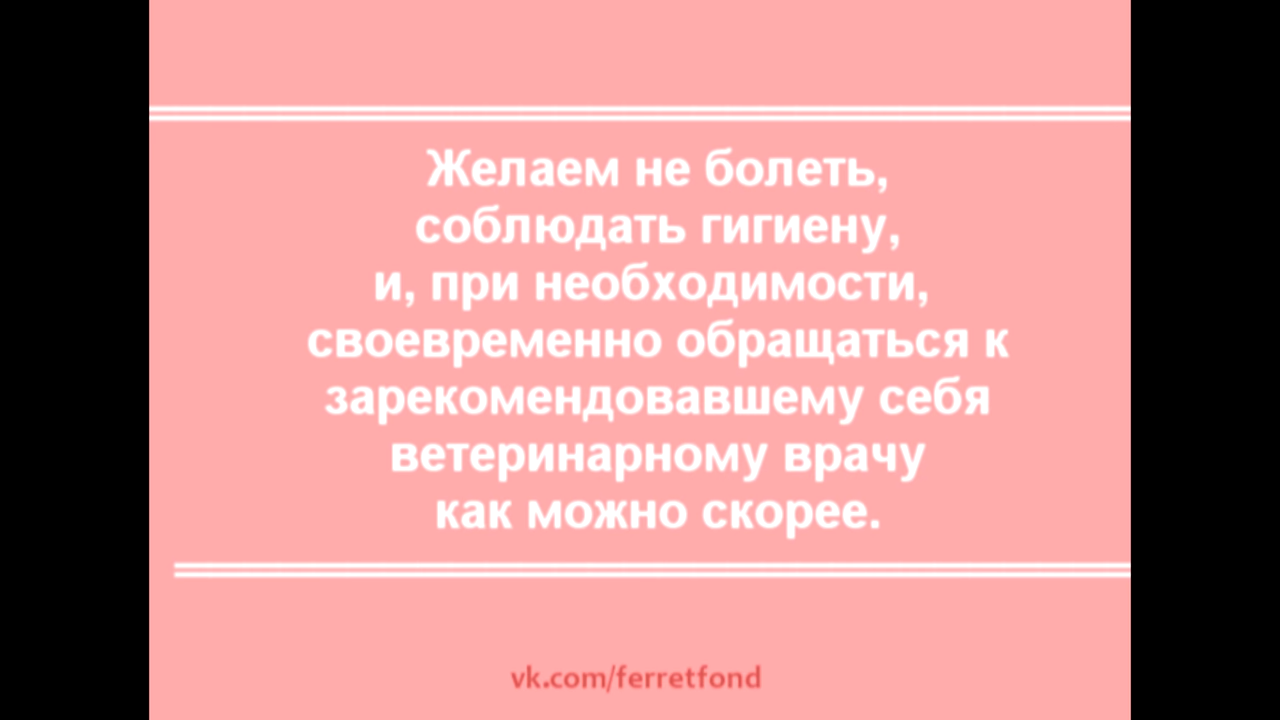 Желаем не болеть,
соблюдать гигиену,
и, при необходимости,
своевременно обращаться к
зарекомендовавшему себя
ветеринарному врачу
как можно скорее.
vk.com/ferretfond